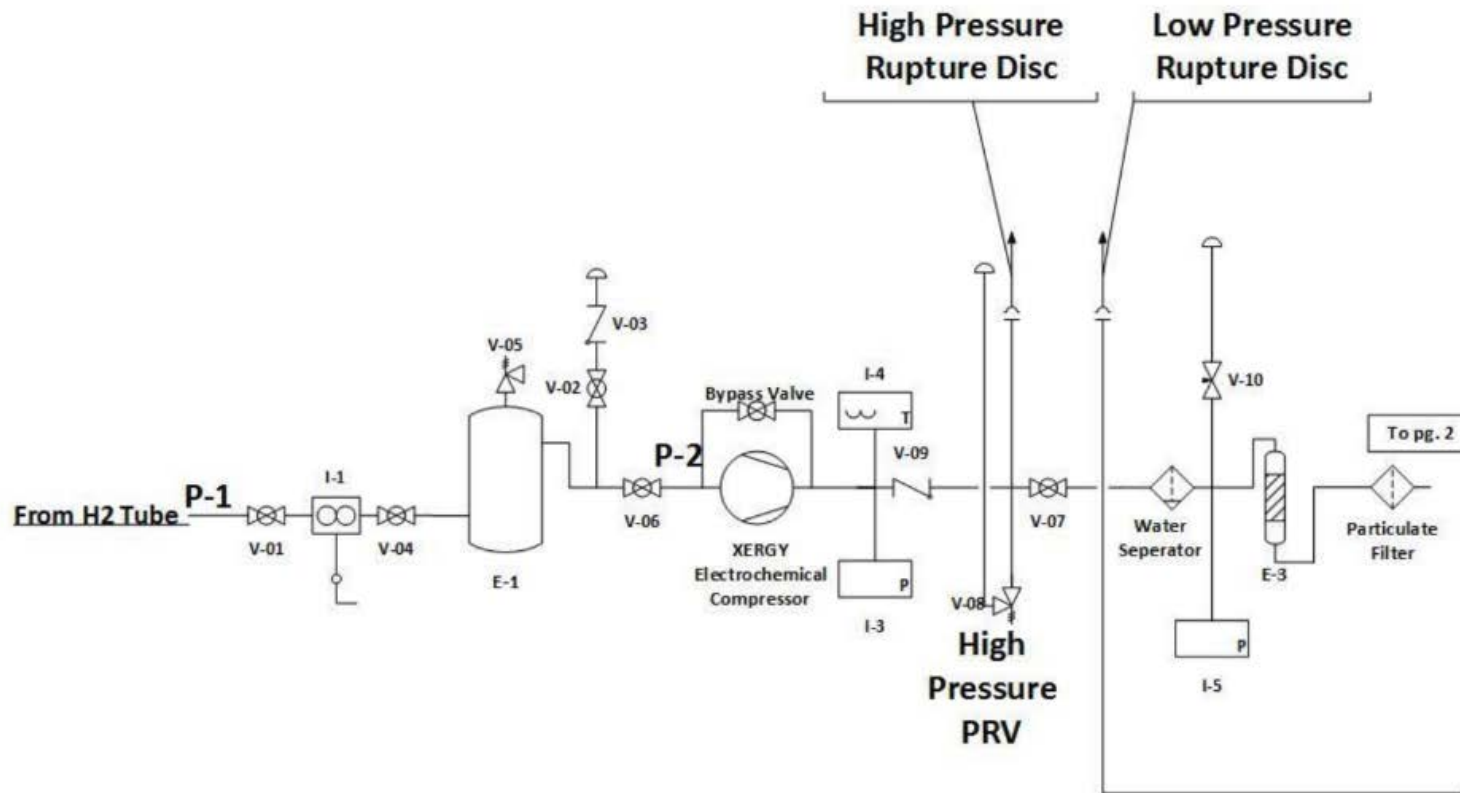 High Pressure
Rupture Disc
Low Pressure
Rupture Disc
V-03
V-05
V-02
I-4
V-10
Bypass Valve
T
To pg. 2
P-2
V-09
I-1
P-1
From H2 Tube
V-01
V-04
V-06
V-07
Water
Seperator
Particulate
Filter
E-1
XERGY
Electrochemical
Compressor
E-3
P
I-3
V-08
High
Pressure
PRV
P
I-5